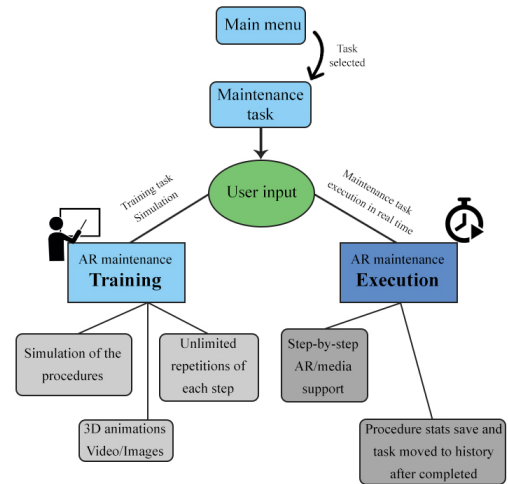 Main menu
Task
selected
Maintenance
task
User input
Training task
Simulation
Maintenance task
execution in real time
AR maintenance
Training
AR maintenance
Execution
Simulation of the
procedures
Unlimited
repetitions of
each step
3D animations
Video/Images
Step-by-step
AR/media
support
Procedure stats save and
task moved to history
after completed